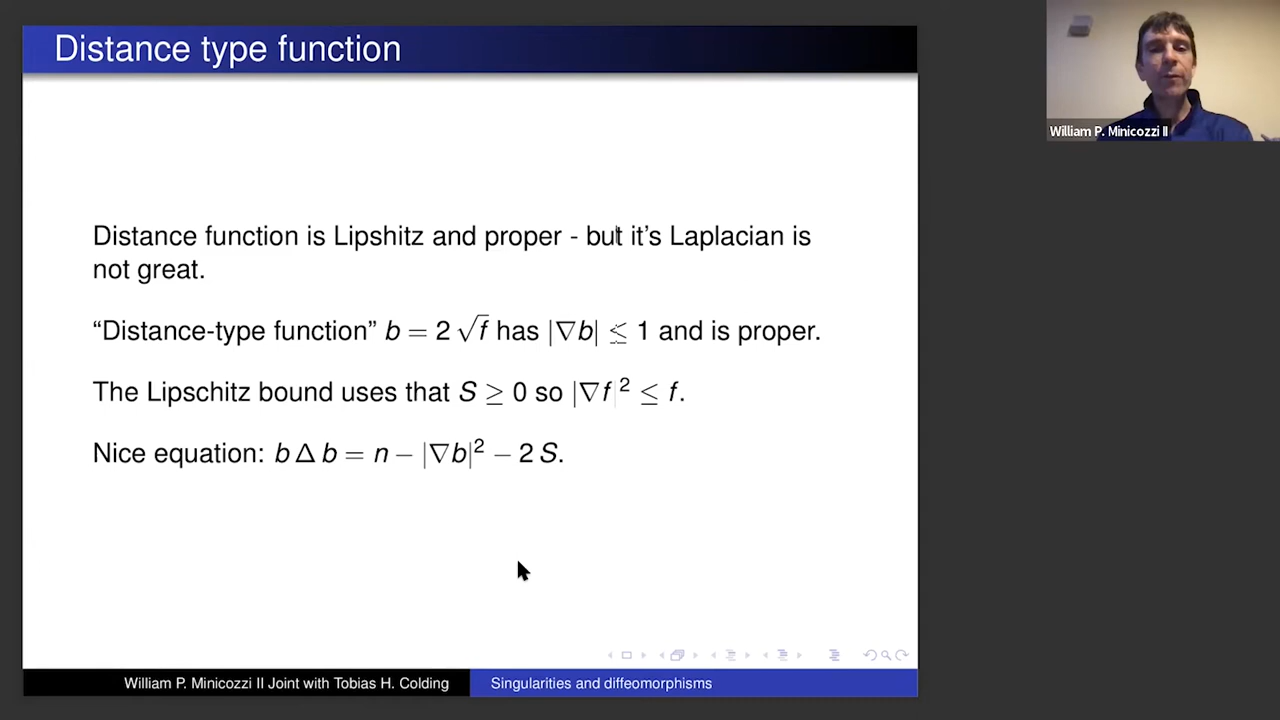 Distance type function
William P. Minicozzi II
Distance function is Lipshitz and proper - but it's Laplacian is
not great.
“Distance-type function” b = 2 √f has |∇b| ≤ 1 and is proper.
The Lipschitz bound uses that S ≥ 0 so |∇f|² ≤ f.
Nice equation: b Δ b = n − |∇b|² − 2 S.
William P. Minicozzi II Joint with Tobias H. Colding
Singularities and diffeomorphisms